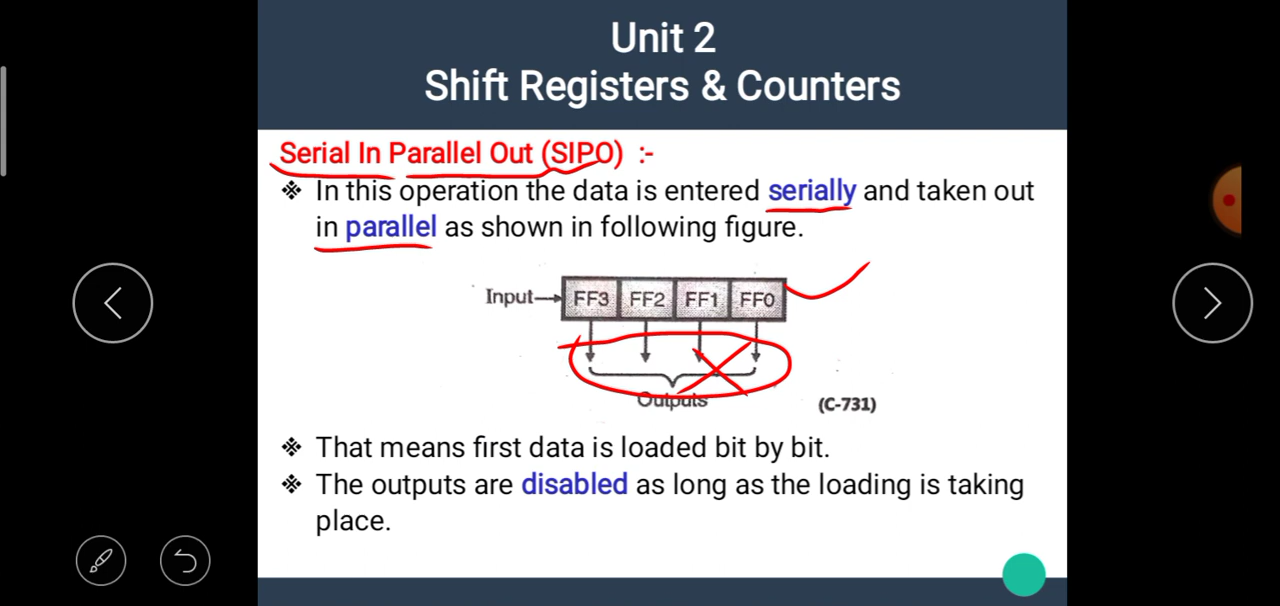 Unit 2
Shift Registers & Counters
Serial In Parallel Out (SIPO) :-
❖ In this operation the data is entered serially and taken out
in parallel as shown in following figure.
Input FF3 FF2 FF1 FF0
Outputs
(C-731)
❖ That means first data is loaded bit by bit.
❖ The outputs are disabled as long as the loading is taking
place.